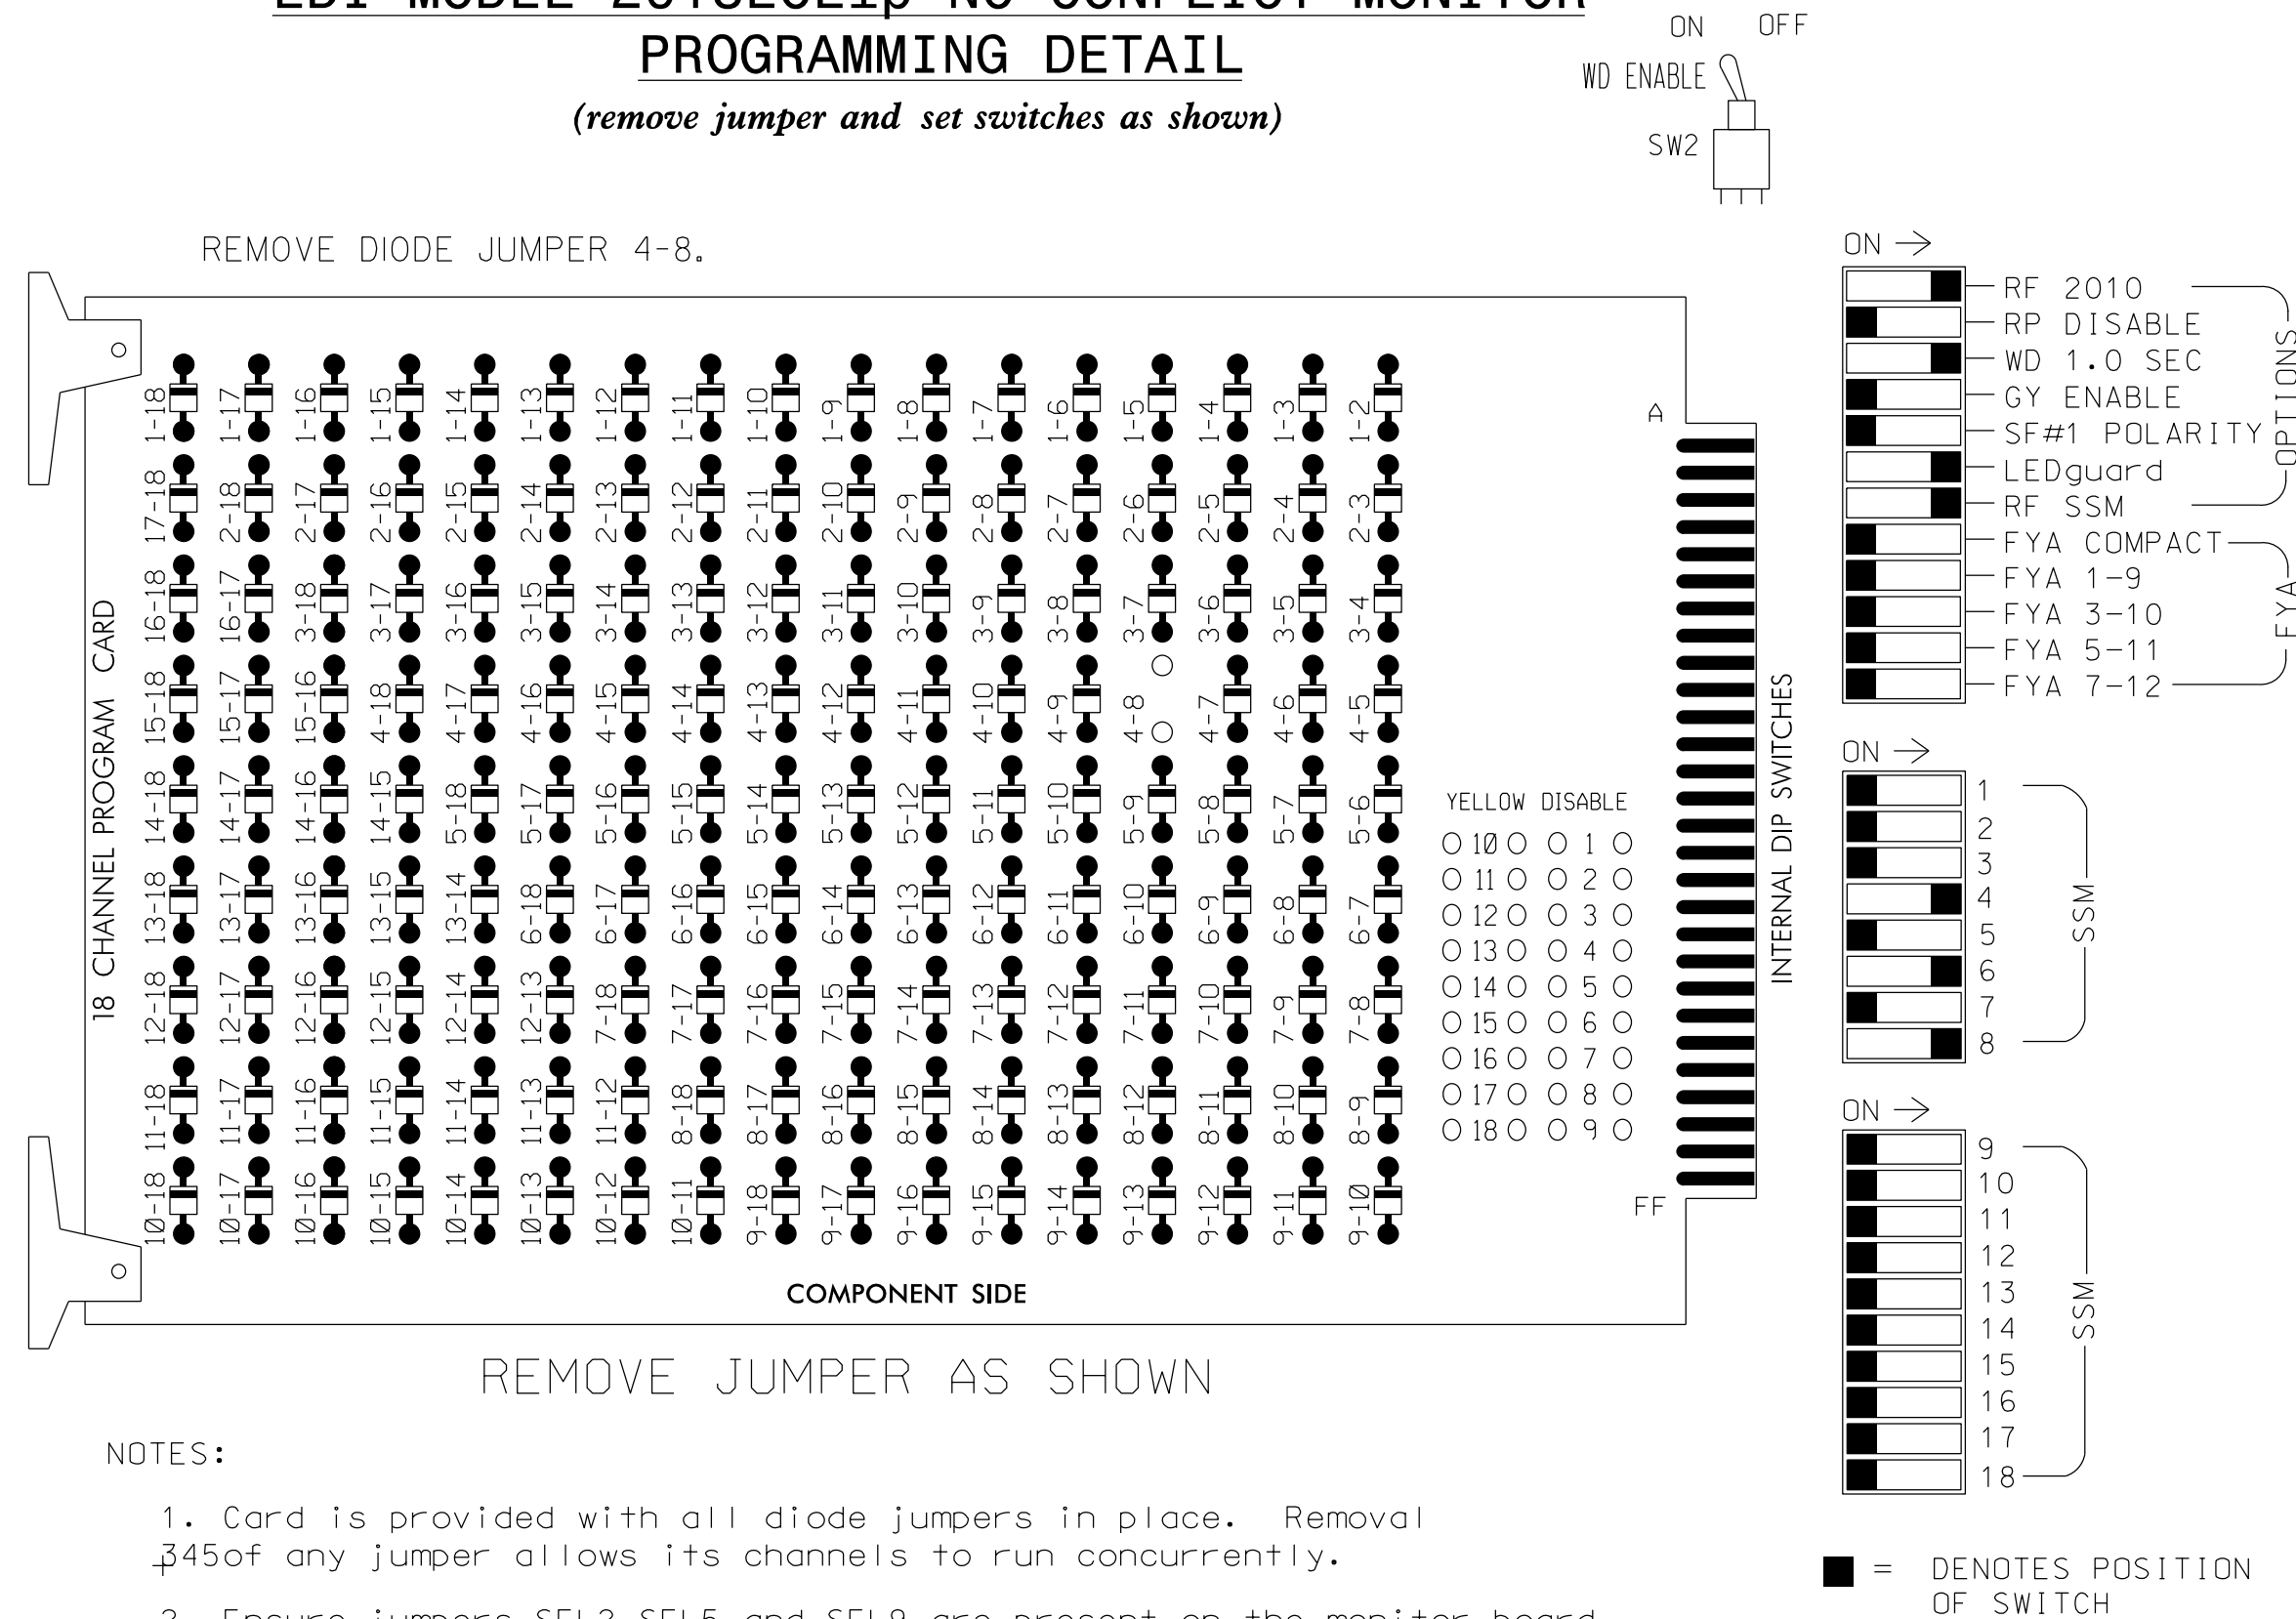 PROGRAMMING DETAIL
(remove jumper and set switches as shown)
ON OFF
WD ENABLE
SW2
REMOVE DIODE JUMPER 4-8.
18 CHANNEL PROGRAM CARD
1-18 1-17 1-16 1-15 1-14 1-13 1-12 1-11 1-10 1-9 1-8 1-7 1-6 1-5 1-4 1-3 1-2
17-18 2-18 2-17 2-16 2-15 2-14 2-13 2-12 2-11 2-10 2-9 2-8 2-7 2-6 2-5 2-4 2-3
16-18 16-17 3-18 3-17 3-16 3-15 3-14 3-13 3-12 3-11 3-10 3-9 3-8 3-7 3-6 3-5 3-4
15-18 15-17 15-16 4-18 4-17 4-16 4-15 4-14 4-13 4-12 4-11 4-10 4-9 4-8 4-7 4-6 4-5
14-18 14-17 14-16 14-15 5-18 5-17 5-16 5-15 5-14 5-13 5-12 5-11 5-10 5-9 5-8 5-7 5-6
13-18 13-17 13-16 13-15 13-14 6-18 6-17 6-16 6-15 6-14 6-13 6-12 6-11 6-10 6-9 6-8 6-7
12-18 12-17 12-16 12-15 12-14 12-13 7-18 7-17 7-16 7-15 7-14 7-13 7-12 7-11 7-10 7-9 7-8
11-18 11-17 11-16 11-15 11-14 11-13 11-12 8-18 8-17 8-16 8-15 8-14 8-13 8-12 8-11 8-10 8-9
10-18 10-17 10-16 10-15 10-14 10-13 10-12 10-11 9-18 9-17 9-16 9-15 9-14 9-13 9-12 9-11 9-10
A
YELLOW DISABLE
10 1
11 2
12 3
13 4
14 5
15 6
16 7
17 8
18 9
FF
COMPONENT SIDE
INTERNAL DIP SWITCHES
ON
RF 2010
RP DISABLE
WD 1.0 SEC
GY ENABLE
SF#1 POLARITY
LEDguard
RF SSM
OPTIONS
FYA COMPACT
FYA 1-9
FYA 3-10
FYA 5-11
FYA 7-12
FYA
ON
1
2
3
4
5
6
7
8
SSM
ON
9
10
11
12
13
14
15
16
17
18
SSM
REMOVE JUMPER AS SHOWN
NOTES:
1. Card is provided with all diode jumpers in place. Removal
345of any jumper allows its channels to run concurrently.
= DENOTES POSITION
OF SWITCH